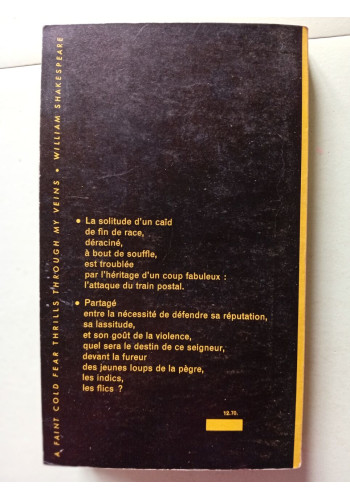 A FAINT COLD FEAR THRILLS THROUGH MY VEINS • WILLIAM SHAKESPEARE
• La solitude d'un caïd
de fin de race,
déraciné,
à bout de souffle,
est troublée
par l'héritage d'un coup fabuleux :
l'attaque du train postal.
• Partagé
entre la nécessité de défendre sa réputation,
sa lassitude,
et son goût de la violence,
quel sera le destin de ce seigneur,
devant la fureur
des jeunes loups de la pègre,
les indics,
les flics ?
12.70.